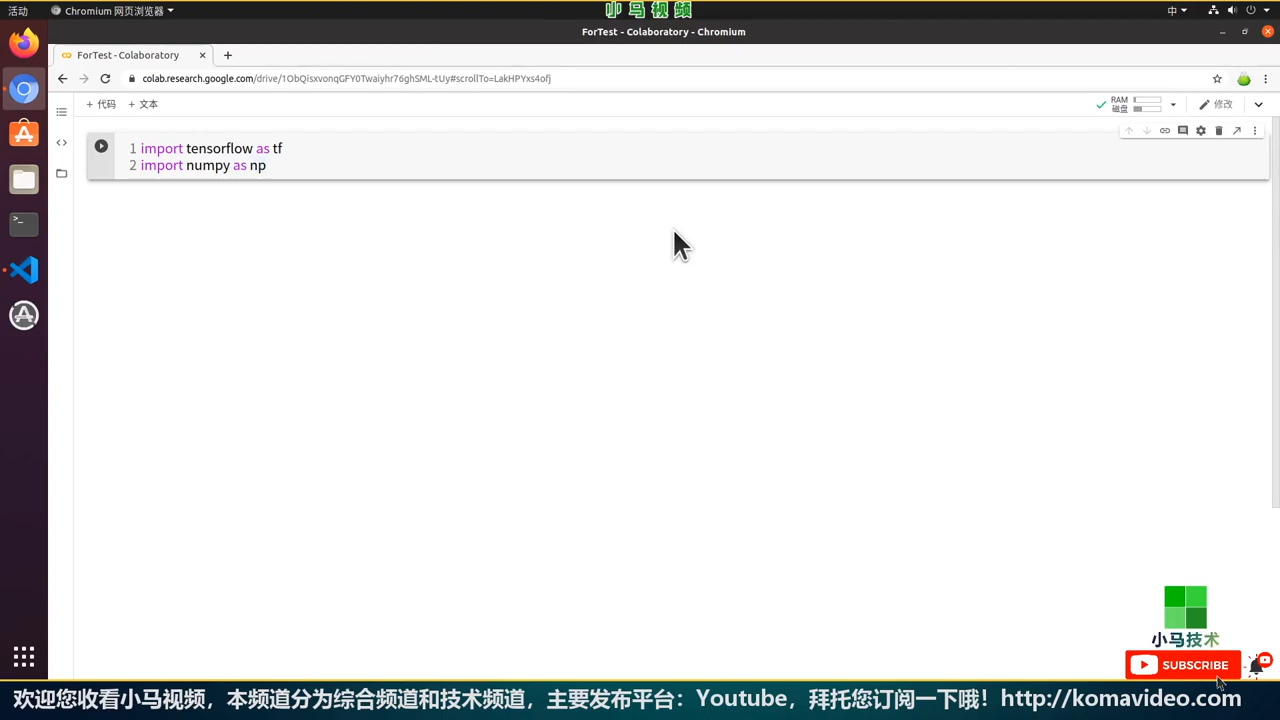 活动
Chromium 网页浏览器
小马视频
中
ForTest - Colaboratory - Chromium
ForTest - Colaboratory
colab.research.google.com/drive/1ObQisxvonqGFY0Twaiyhr76ghSML-tUy#scrollTo=LakHPYxs4ofj
+ 代码
+ 文本
RAM
磁盘
修改
1 import tensorflow as tf
2 import numpy as np
小马技术
SUBSCRIBE
欢迎您收看小马视频，本频道分为综合频道和技术频道，主要发布平台：Youtube，拜托您订阅一下哦！http://komavideo.com